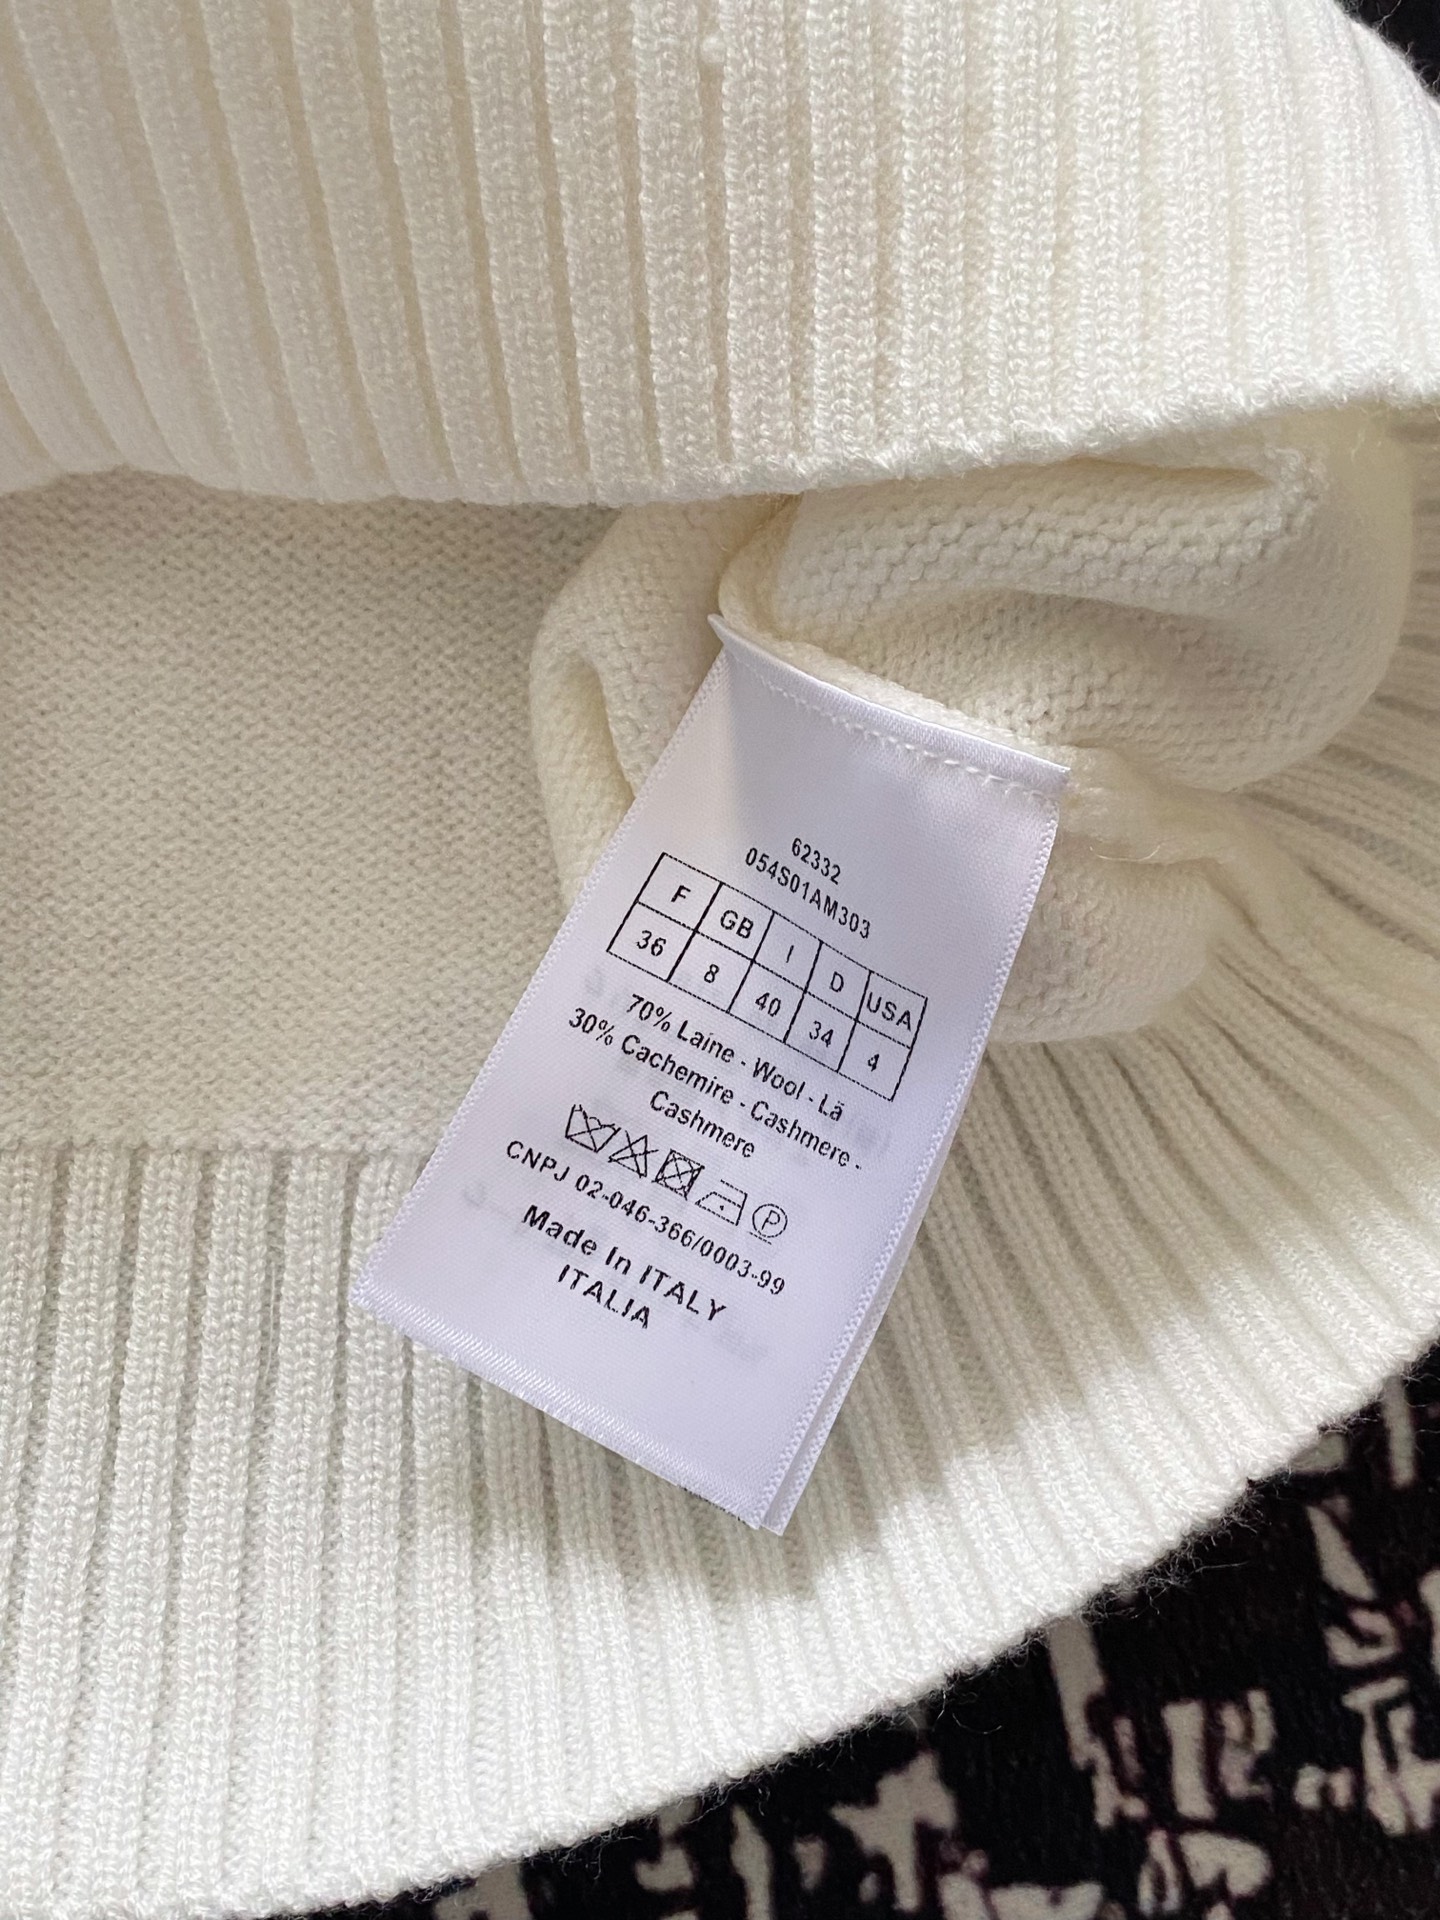 62332
054S01AM303
F GB I D USA
36 8 40 34 4
70% Laine - Wool - Lã
30% Cachemire - Cashmere -
Cashmere
P
CNPJ 02-046-366/0003-99
Made In ITALY
ITALIA